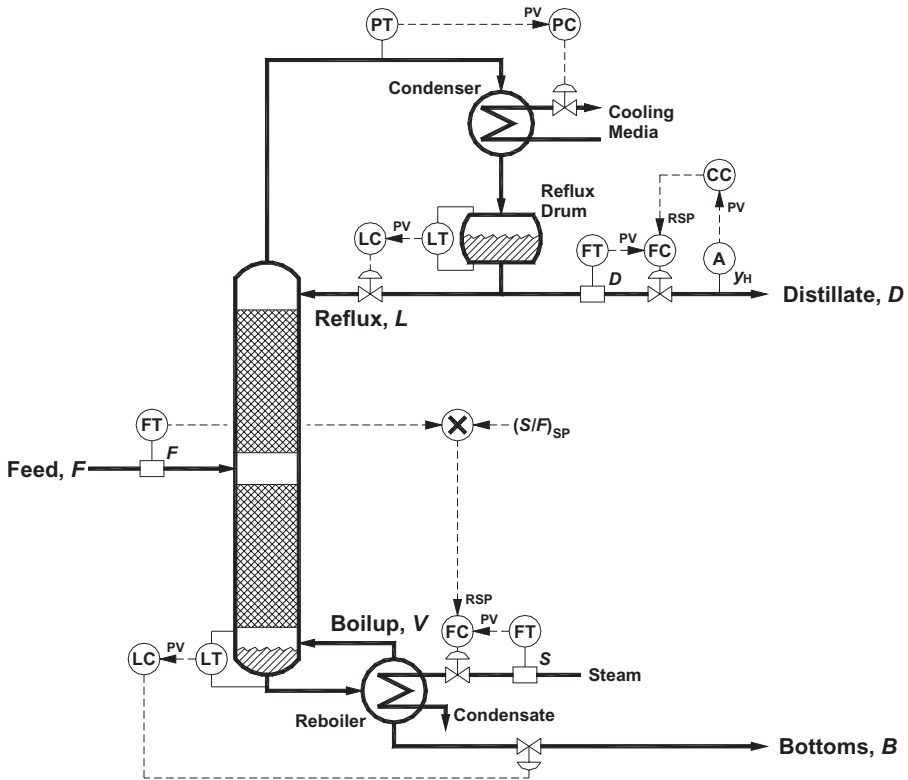 PT
PV
PC
Condenser
Cooling
Media
Reflux
Drum
CC
PV
RSP
LC
PV
LT
FT
PV
FC
A
D
yH
Reflux, L
Distillate, D
FT
(S/F)SP
F
Feed, F
RSP
Boilup, V
FC
PV
FT
LC
PV
LT
S
Steam
Reboiler
Condensate
Bottoms, B